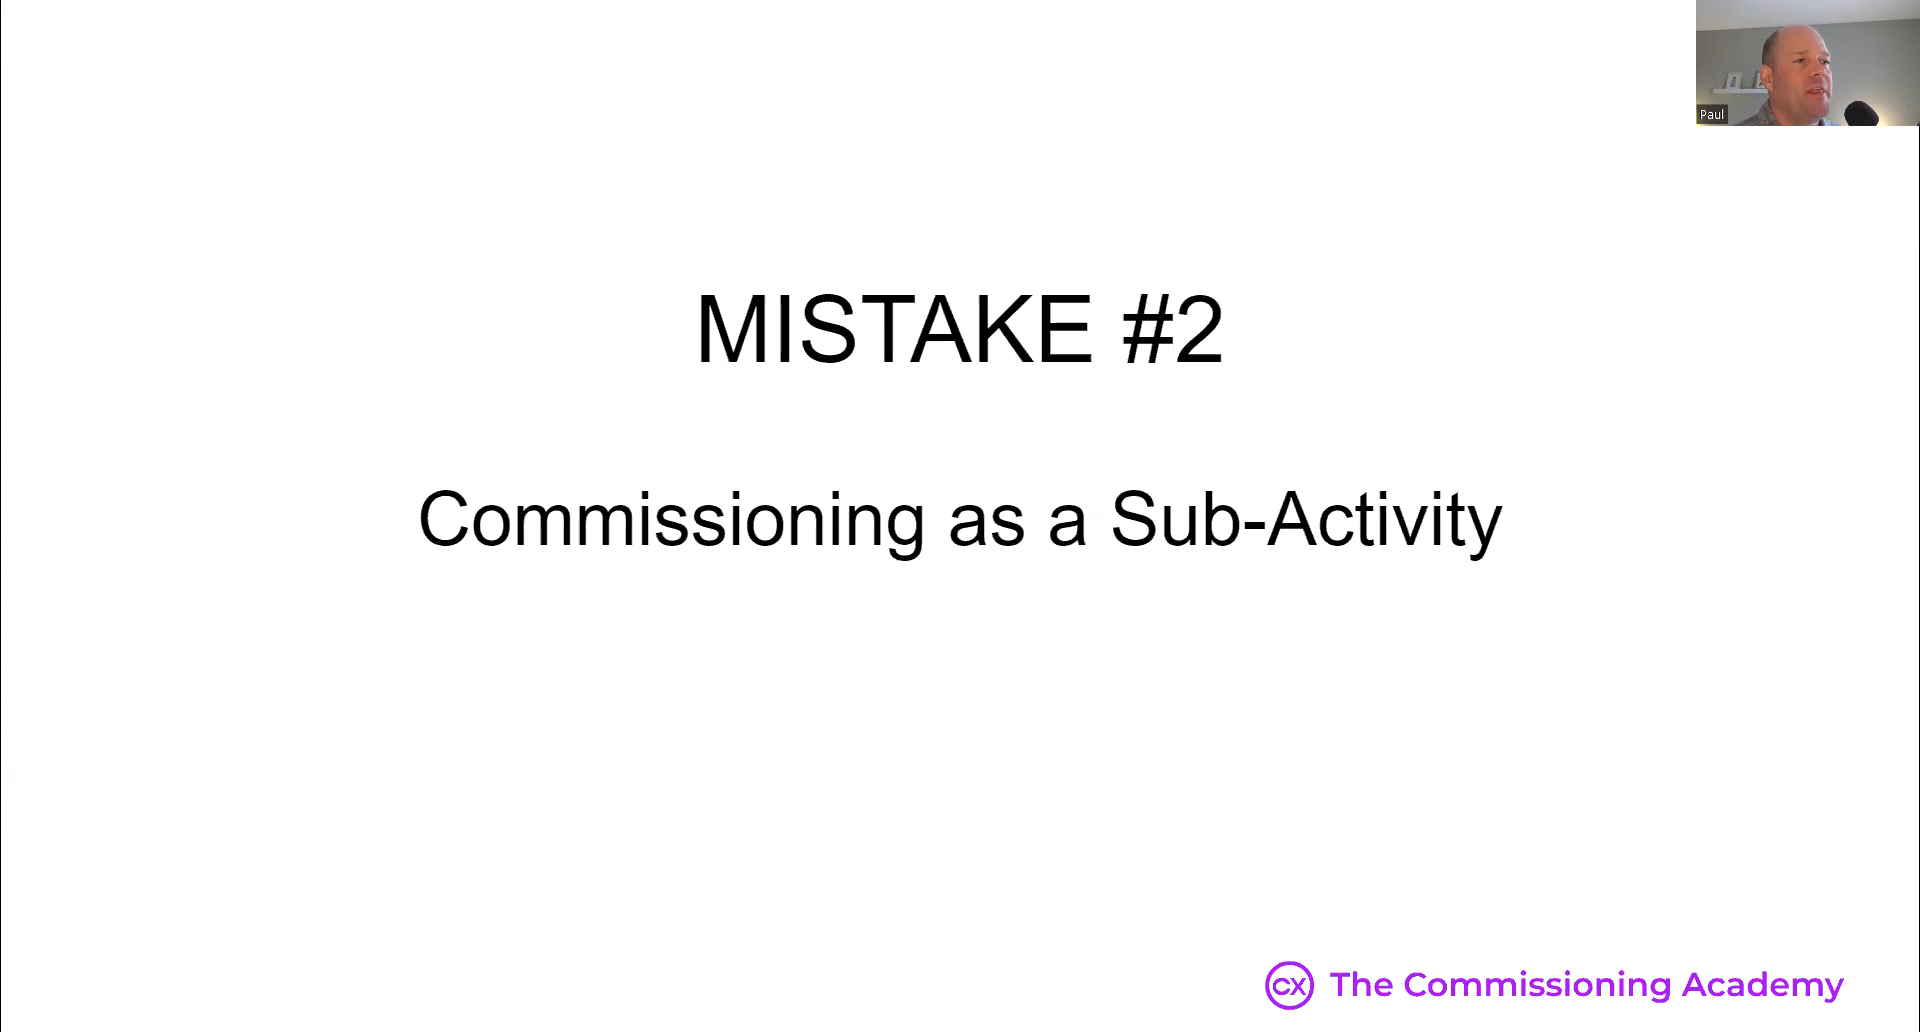 Paul
MISTAKE #2
Commissioning as a Sub-Activity
CX The Commissioning Academy